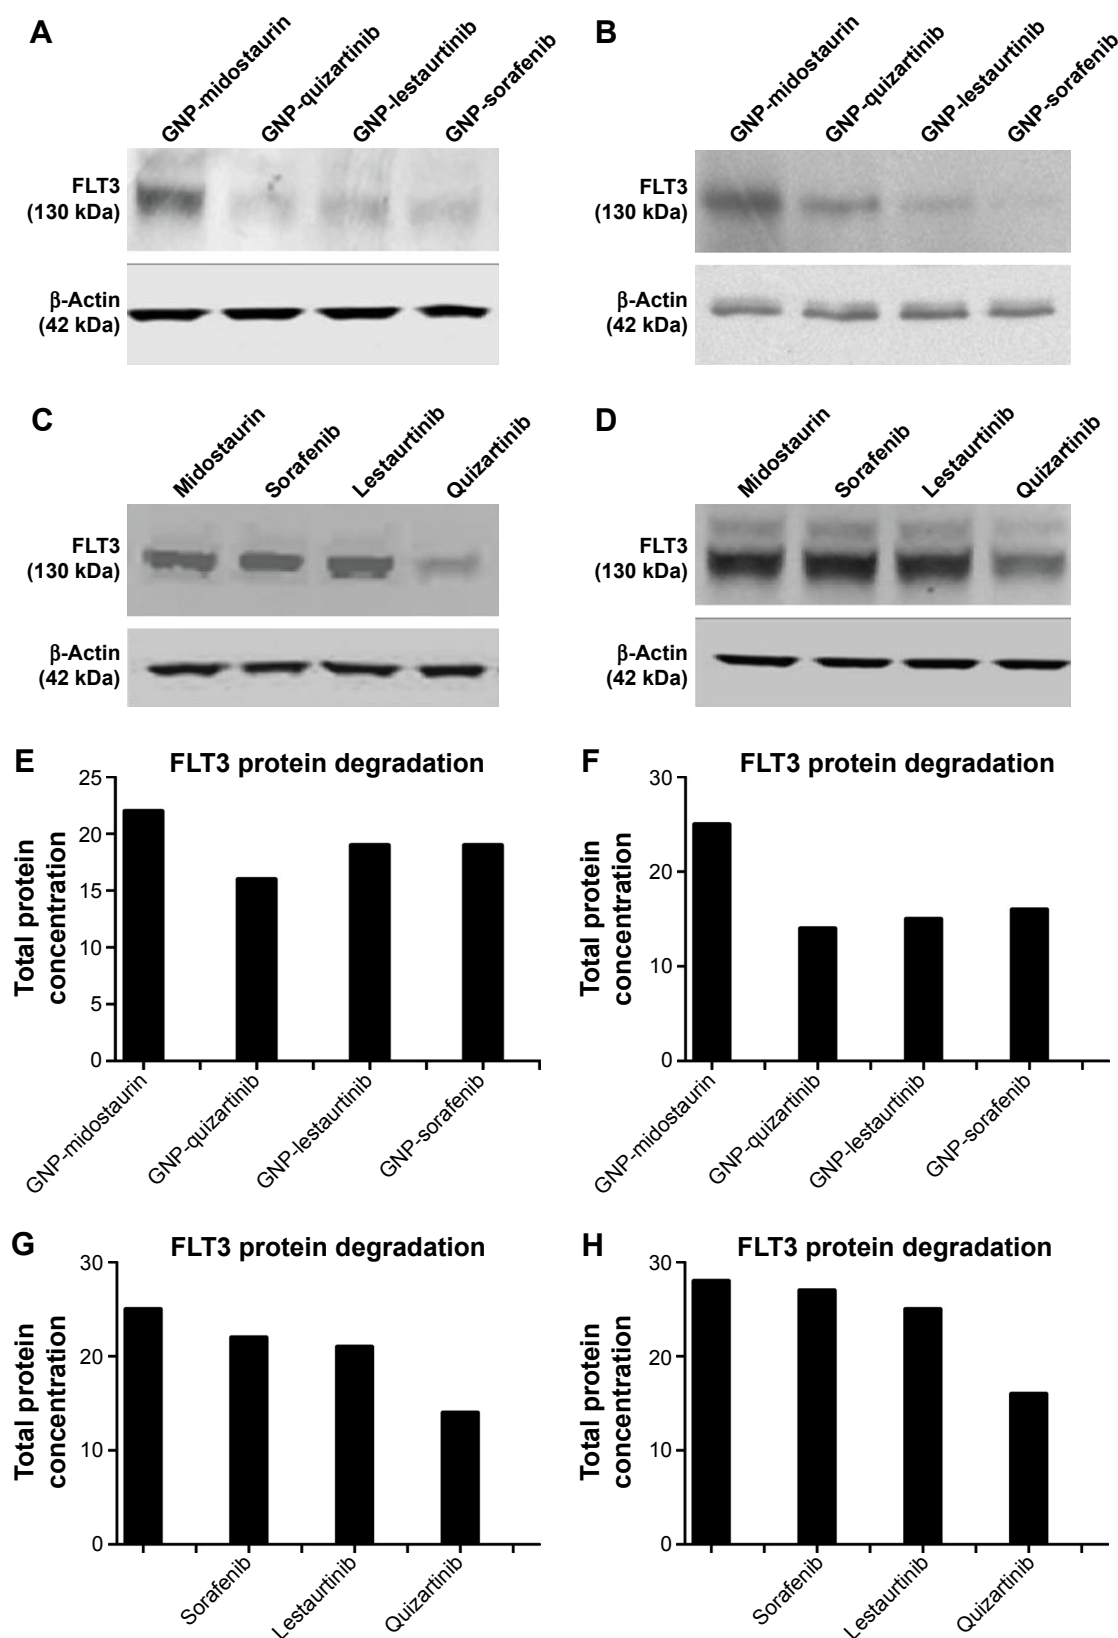 A
GNP-midostaurin
GNP-quizartinib
GNP-lestaurtinib
GNP-sorafenib
FLT3
(130 kDa)
β-Actin
(42 kDa)
B
GNP-midostaurin
GNP-quizartinib
GNP-lestaurtinib
GNP-sorafenib
FLT3
(130 kDa)
β-Actin
(42 kDa)
C
Midostaurin
Sorafenib
Lestaurtinib
Quizartinib
FLT3
(130 kDa)
β-Actin
(42 kDa)
D
Midostaurin
Sorafenib
Lestaurtinib
Quizartinib
FLT3
(130 kDa)
β-Actin
(42 kDa)
E
FLT3 protein degradation
Total protein
concentration
25
20
15
10
5
0
GNP-midostaurin
GNP-quizartinib
GNP-lestaurtinib
GNP-sorafenib
F
FLT3 protein degradation
Total protein
concentration
30
20
10
0
GNP-midostaurin
GNP-quizartinib
GNP-lestaurtinib
GNP-sorafenib
G
FLT3 protein degradation
Total protein
concentration
30
20
10
0
Sorafenib
Lestaurtinib
Quizartinib
H
FLT3 protein degradation
Total protein
concentration
30
20
10
0
Sorafenib
Lestaurtinib
Quizartinib